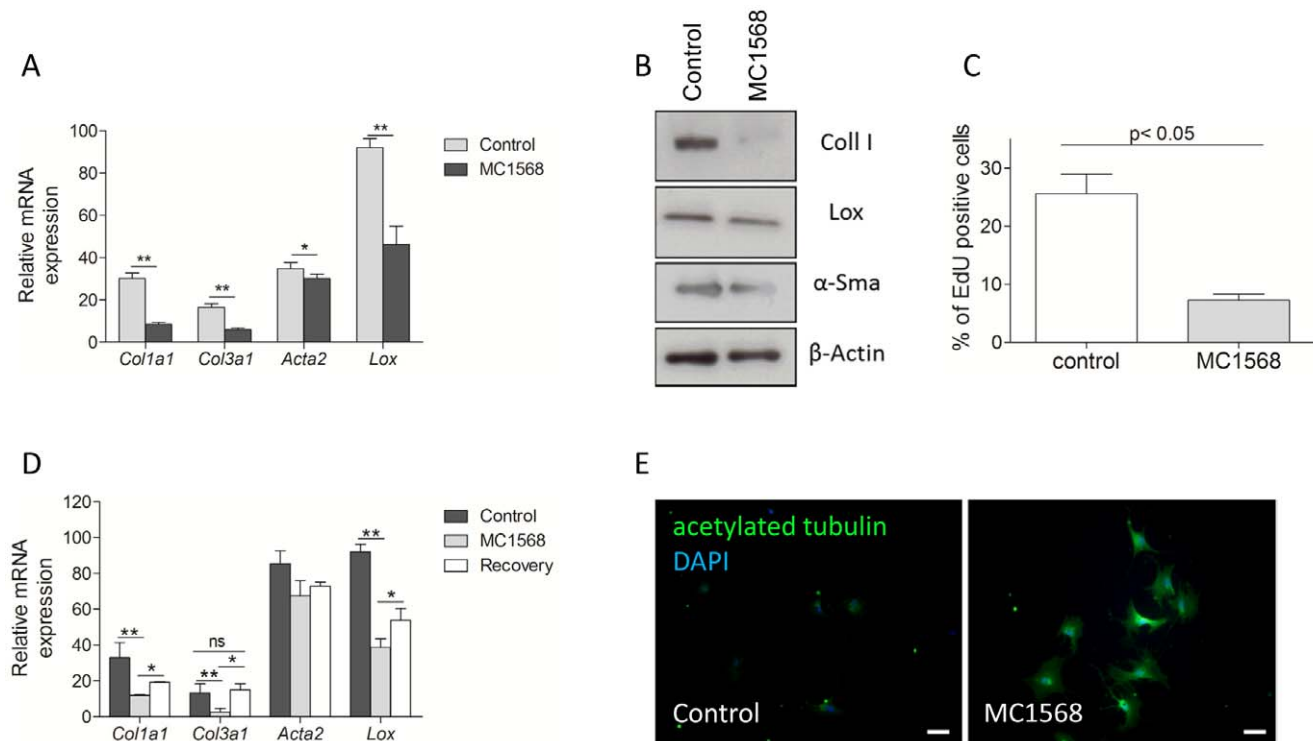 A
Relative mRNA
expression
100
80
60
40
20
0
**
**
*
**
Col1a1
Col3a1
Acta2
Lox
Control
MC1568
B
Control
MC1568
Coll I
Lox
α-Sma
β-Actin
C
% of EdU positive cells
30
20
10
0
p< 0.05
control
MC1568
D
Relative mRNA
expression
120
100
80
60
40
20
0
**
*
ns
**
*
**
*
Col1a1
Col3a1
Acta2
Lox
Control
MC1568
Recovery
E
acetylated tubulin
DAPI
Control
MC1568